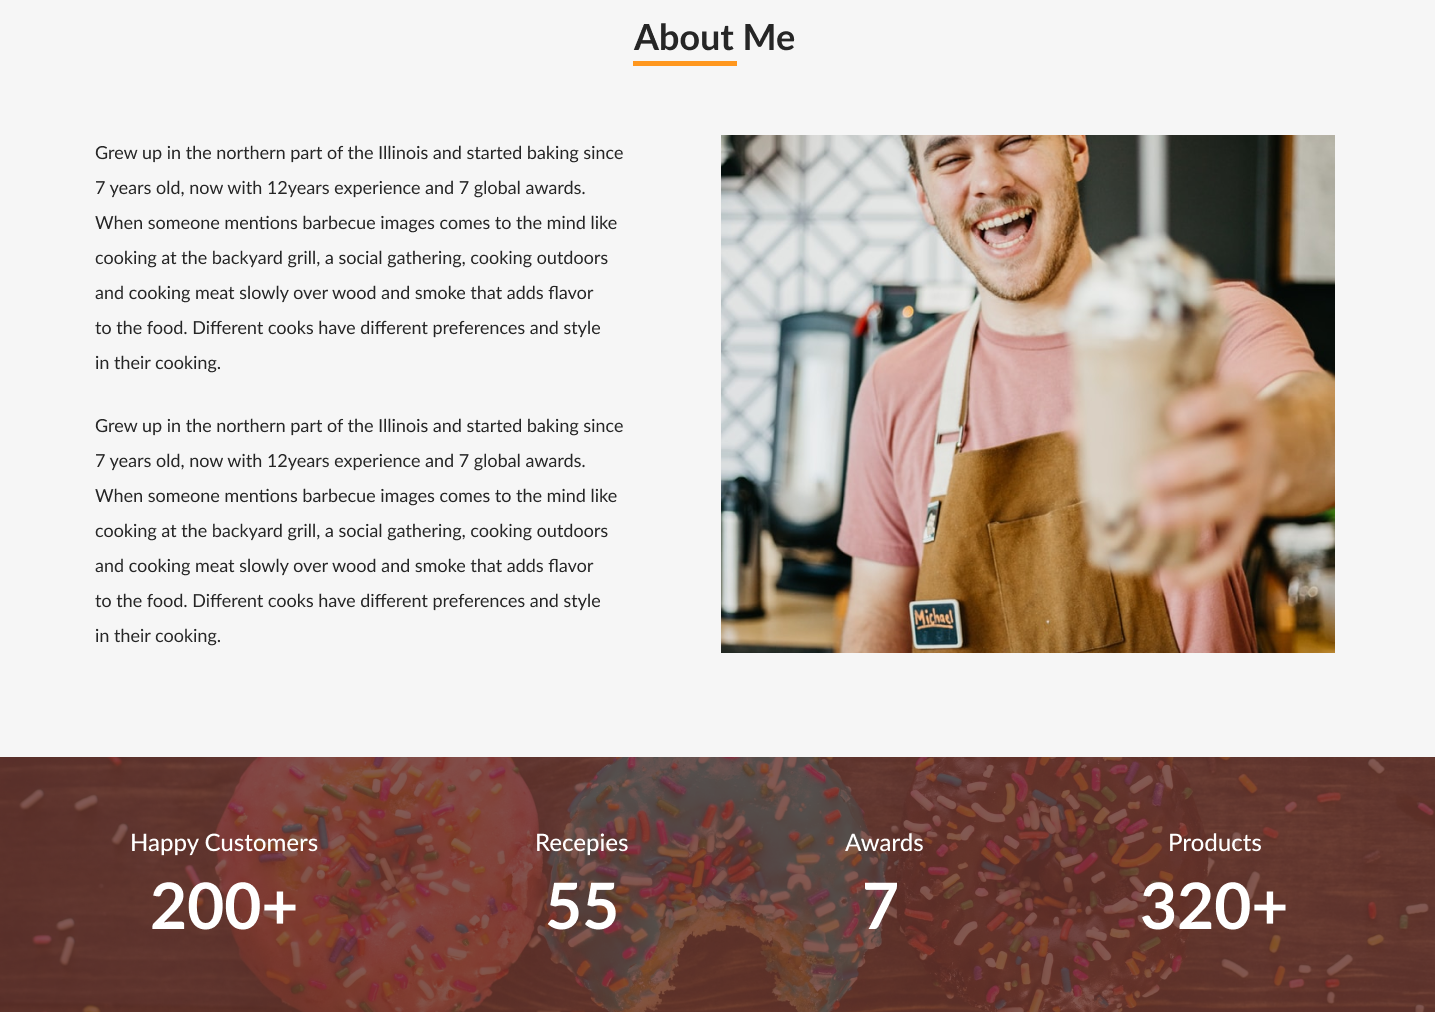 About Me
Grew up in the northern part of the Illinois and started baking since
7 years old, now with 12years experience and 7 global awards.
When someone mentions barbecue images comes to the mind like
cooking at the backyard grill, a social gathering, cooking outdoors
and cooking meat slowly over wood and smoke that adds flavor
to the food. Different cooks have different preferences and style
in their cooking.
Grew up in the northern part of the Illinois and started baking since
7 years old, now with 12years experience and 7 global awards.
When someone mentions barbecue images comes to the mind like
cooking at the backyard grill, a social gathering, cooking outdoors
and cooking meat slowly over wood and smoke that adds flavor
to the food. Different cooks have different preferences and style
in their cooking.
Michael
Happy Customers
200+
Recepies
55
Awards
7
Products
320+